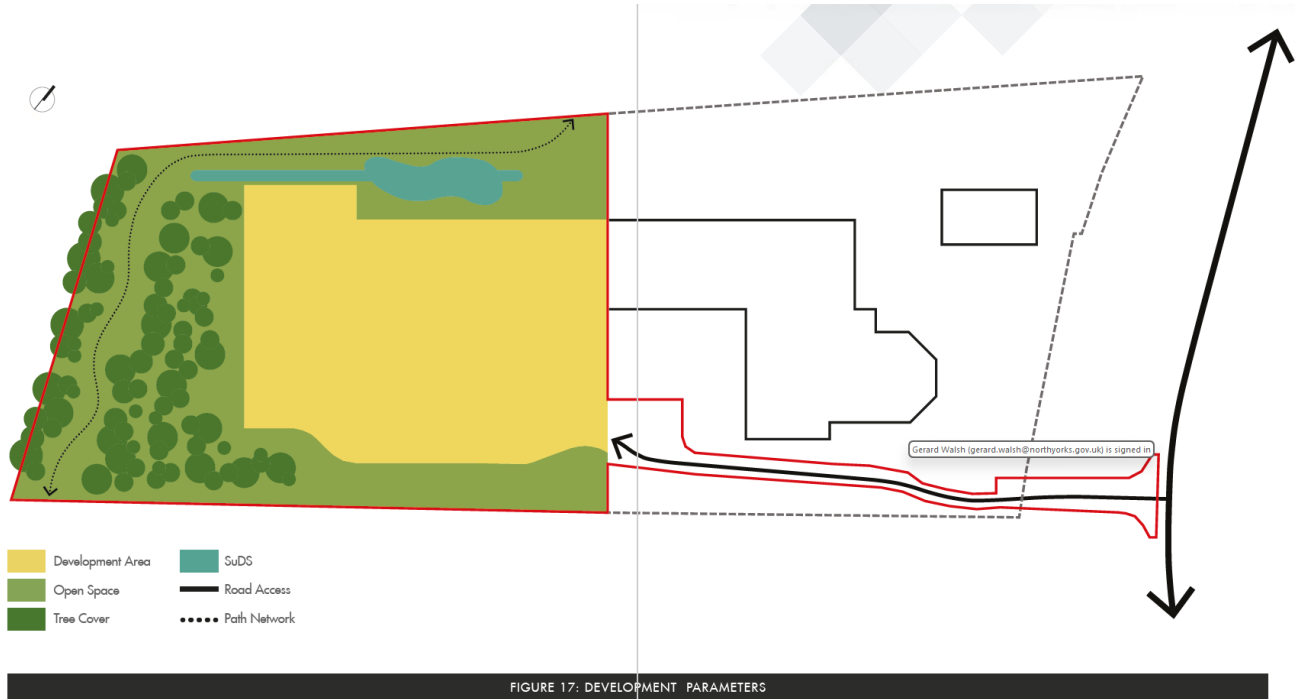 Gerard Walsh (gerard.walsh@northyorks.gov.uk) is signed in
Development Area
SuDS
Open Space
Road Access
Tree Cover
Path Network
FIGURE 17: DEVELOPMENT PARAMETERS